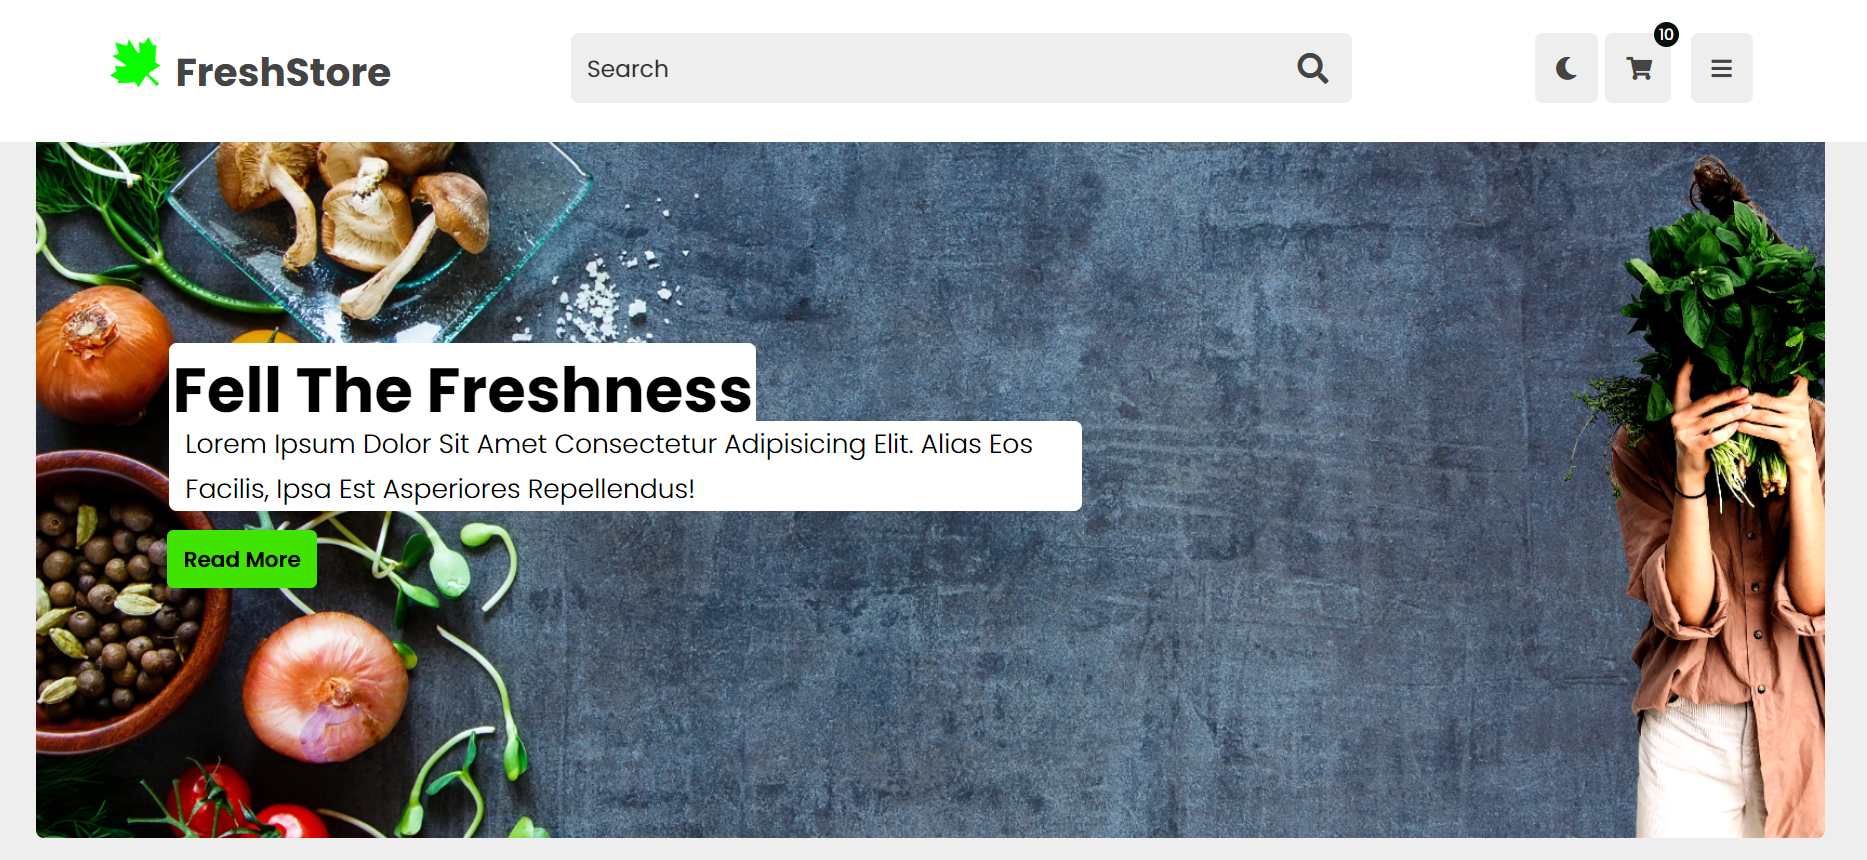 FreshStore
Search
10
Fell The Freshness
Lorem Ipsum Dolor Sit Amet Consectetur Adipisicing Elit. Alias Eos
Facilis, Ipsa Est Asperiores Repellendus!
Read More